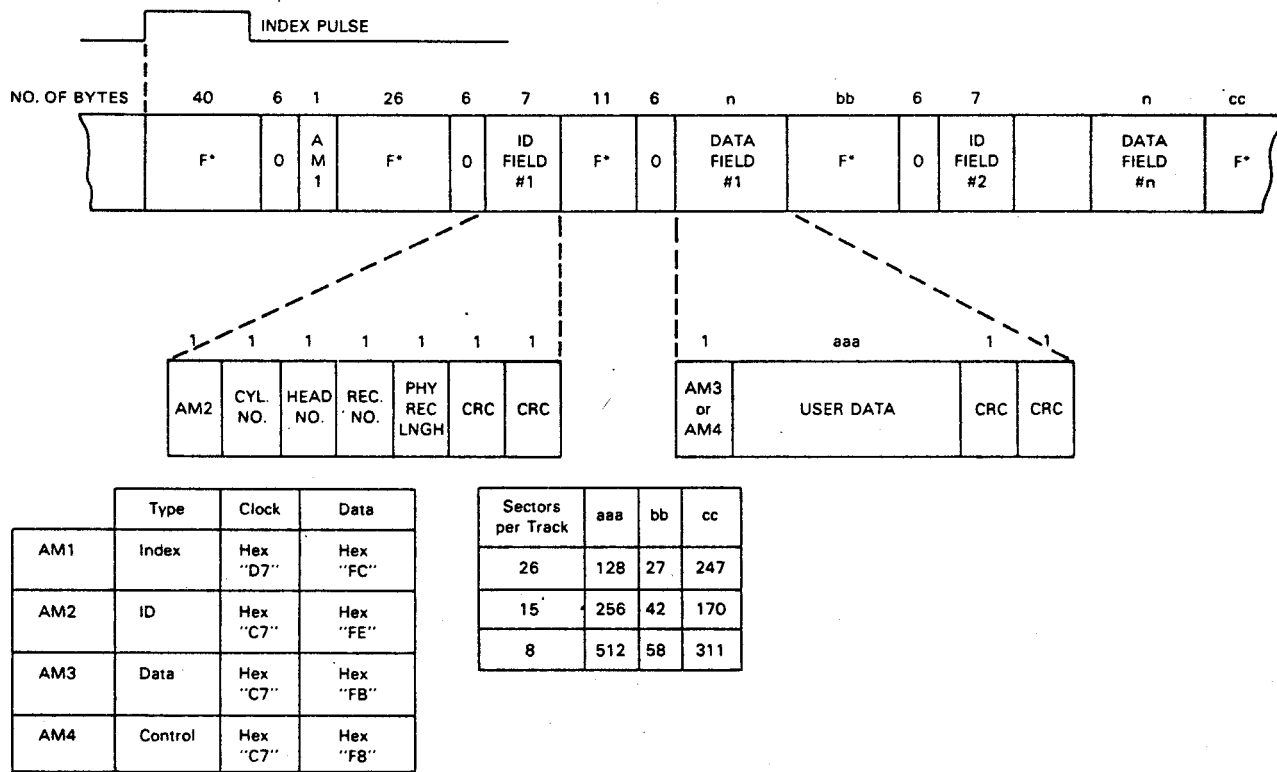 INDEX PULSE
NO. OF BYTES 40 6 1 26 6 7 11 6 n bb 6 7 n cc
F* 0 A M 1 F* 0 ID FIELD #1 F* 0 DATA FIELD #1 F* 0 ID FIELD #2 DATA FIELD #n F*
1 1 1 1 1 1 1
AM2 CYL. NO. HEAD NO. REC. NO. PHY REC LNGH CRC CRC
1 aaa 1 1
AM3 or AM4 USER DATA CRC CRC
Type Clock Data
AM1 Index Hex "D7" Hex "FC"
AM2 ID Hex "C7" Hex "FE"
AM3 Data Hex "C7" Hex "FB"
AM4 Control Hex "C7" Hex "F8"
Sectors per Track aaa bb cc
26 128 27 247
15 256 42 170
8 512 58 311